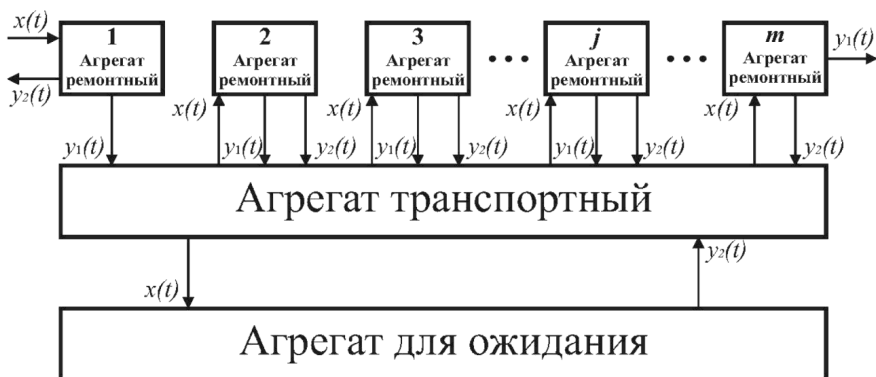 x(t)
1
Агрегат
ремонтный
2
Агрегат
ремонтный
3
Агрегат
ремонтный
• • •
j
Агрегат
ремонтный
• • •
m
Агрегат
ремонтный
y₁(t)
y₂(t)
x(t)
x(t)
x(t)
x(t)
y₁(t)
y₁(t)
y₂(t)
y₁(t)
y₂(t)
y₁(t)
y₂(t)
y₂(t)
Агрегат транспортный
x(t)
y₂(t)
Агрегат для ожидания